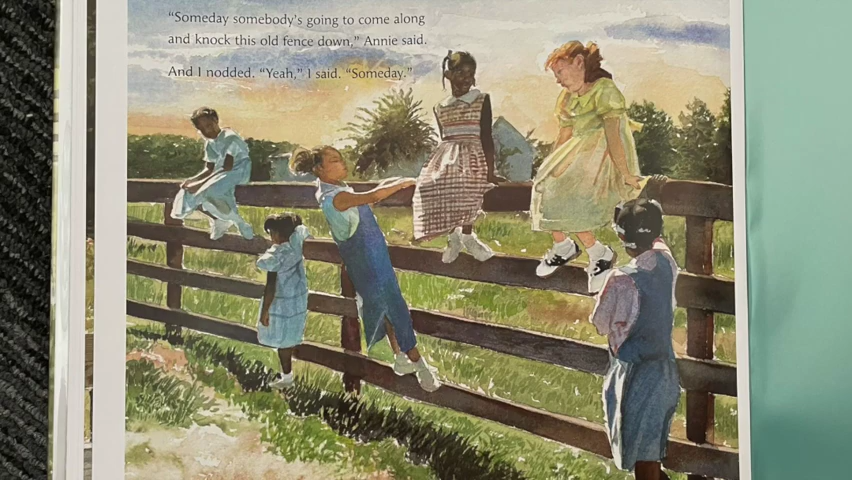 “Someday somebody’s going to come along
and knock this old fence down,” Annie said.
And I nodded. “Yeah,” I said. “Someday.”